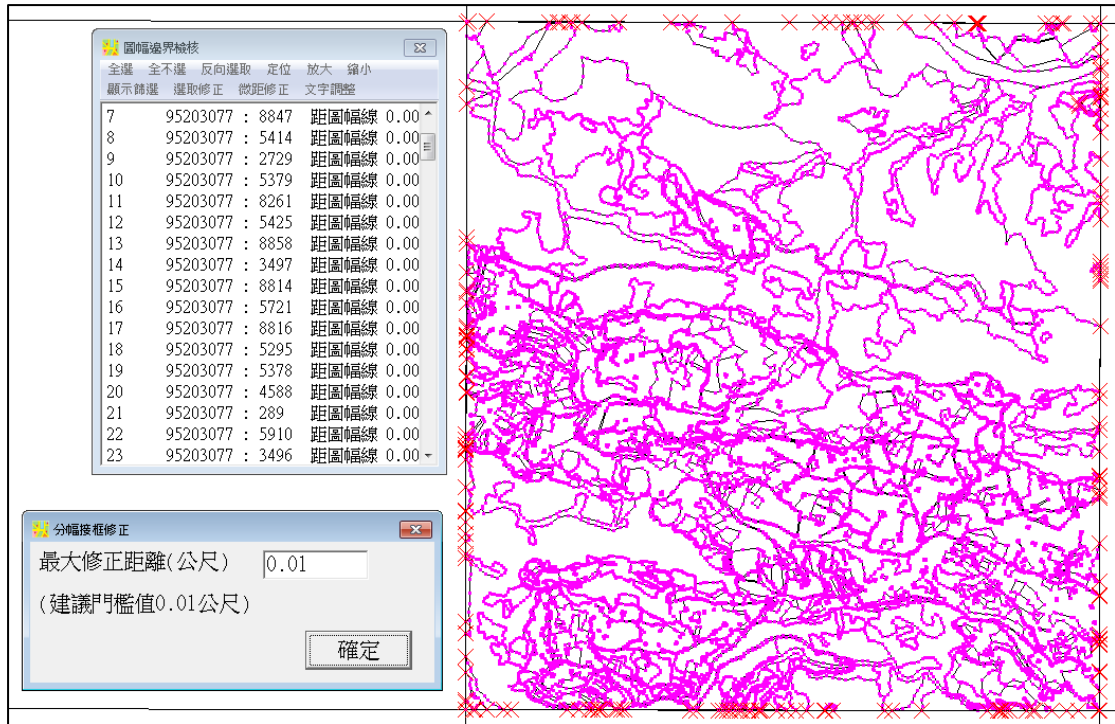 圖幅邊界檢核
全選 全不選 反向選取 定位 放大 縮小
顯示篩選 選取修正 微距修正 文字調整
7 95203077 : 8847 距圖幅線 0.00
8 95203077 : 5414 距圖幅線 0.00
9 95203077 : 2729 距圖幅線 0.00
10 95203077 : 5379 距圖幅線 0.00
11 95203077 : 8261 距圖幅線 0.00
12 95203077 : 5425 距圖幅線 0.00
13 95203077 : 8858 距圖幅線 0.00
14 95203077 : 3497 距圖幅線 0.00
15 95203077 : 8814 距圖幅線 0.00
16 95203077 : 5721 距圖幅線 0.00
17 95203077 : 8816 距圖幅線 0.00
18 95203077 : 5295 距圖幅線 0.00
19 95203077 : 5378 距圖幅線 0.00
20 95203077 : 4588 距圖幅線 0.00
21 95203077 : 289 距圖幅線 0.00
22 95203077 : 5910 距圖幅線 0.00
23 95203077 : 3496 距圖幅線 0.00
分幅接框修正
最大修正距離(公尺) 0.01
(建議門檻值0.01公尺)
確定